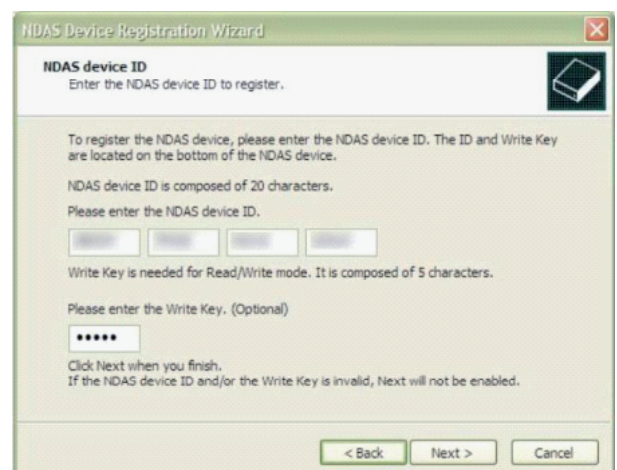 NDAS Device Registration Wizard
NDAS device ID
Enter the NDAS device ID to register.
To register the NDAS device, please enter the NDAS device ID. The ID and Write Key
are located on the bottom of the NDAS device.
NDAS device ID is composed of 20 characters.
Please enter the NDAS device ID.
Write Key is needed for Read/Write mode. It is composed of 5 characters.
Please enter the Write Key. (Optional)
•••••
Click Next when you finish.
If the NDAS device ID and/or the Write Key is invalid, Next will not be enabled.
< Back Next > Cancel